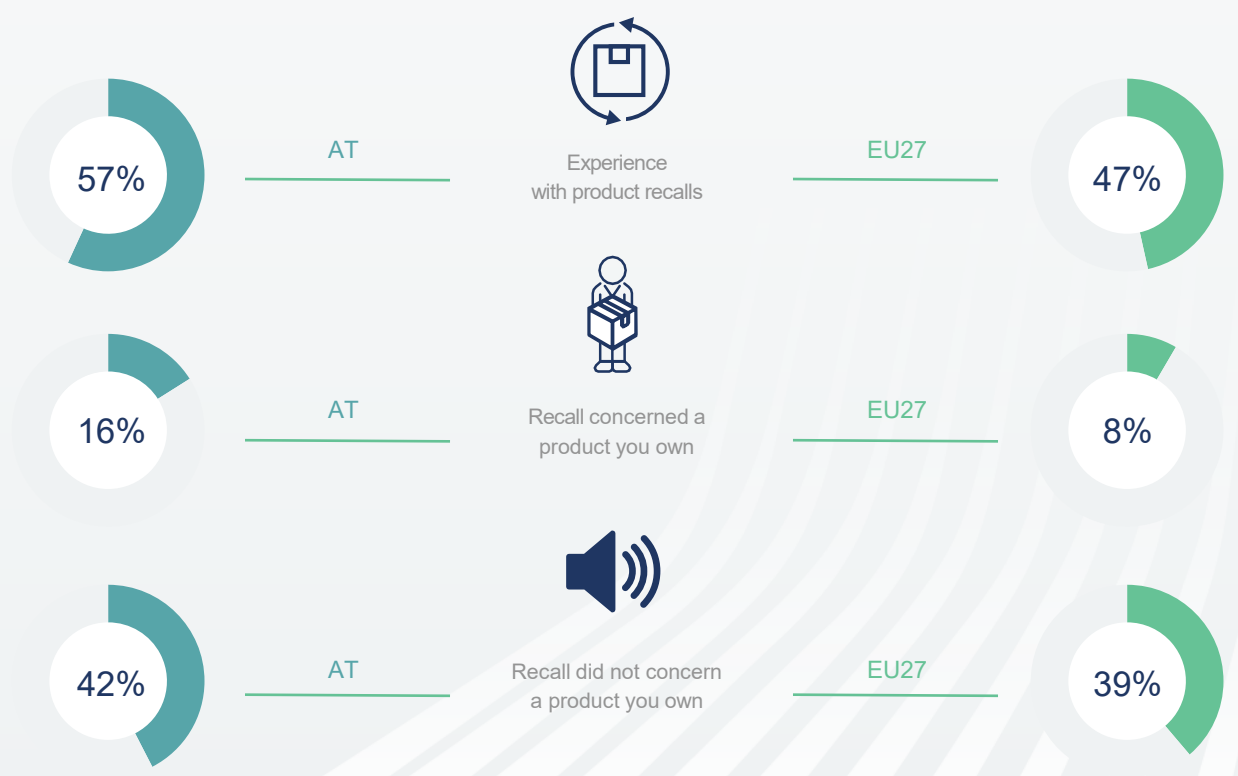 57%
AT
Experience
with product recalls
EU27
47%
16%
AT
Recall concerned a
product you own
EU27
8%
42%
AT
Recall did not concern
a product you own
EU27
39%